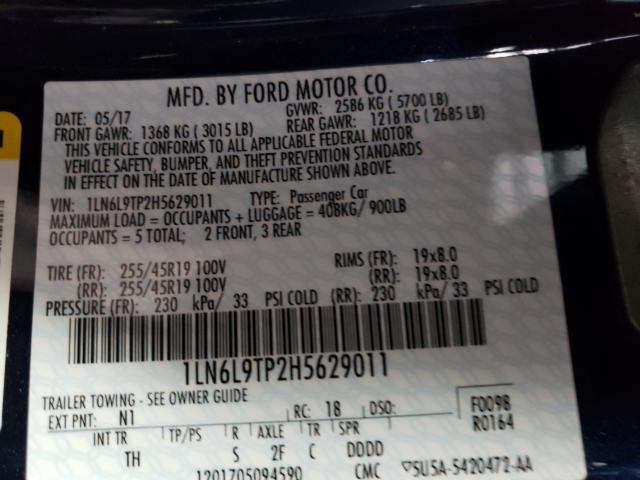 MFD. BY FORD MOTOR CO.
DATE: 05/17 GVWR: 2586 KG ( 5700 LB)
FRONT GAWR: 1368 KG ( 3015 LB) REAR GAWR: 1218 KG ( 2685 LB)
THIS VEHICLE CONFORMS TO ALL APPLICABLE FEDERAL MOTOR
VEHICLE SAFETY, BUMPER, AND THEFT PREVENTION STANDARDS
IN EFFECT ON THE DATE OF MANUFACTURE SHOWN ABOVE.
VIN: 1LN6L9TP2H5629011 TYPE: Passenger Car
MAXIMUM LOAD = OCCUPANTS + LUGGAGE = 408KG/ 900LB
OCCUPANTS = 5 TOTAL; 2 FRONT, 3 REAR
TIRE (FR): 255/45R19 100V RIMS (FR): 19x8.0
(RR): 255/45R19 100V (RR): 19x8.0
PRESSURE (FR): 230 kPa/ 33 PSI COLD (RR): 230 kPa/ 33 PSI COLD
1LN6L9TP2H5629011
TRAILER TOWING - SEE OWNER GUIDE
EXT PNT: N1 RC: 18 DSO: F0098
R0164
INT TR TP/PS R AXLE TR SPR
TH S 2F C DDDD
1201705094590 CMC 5U5A-5420472-AA